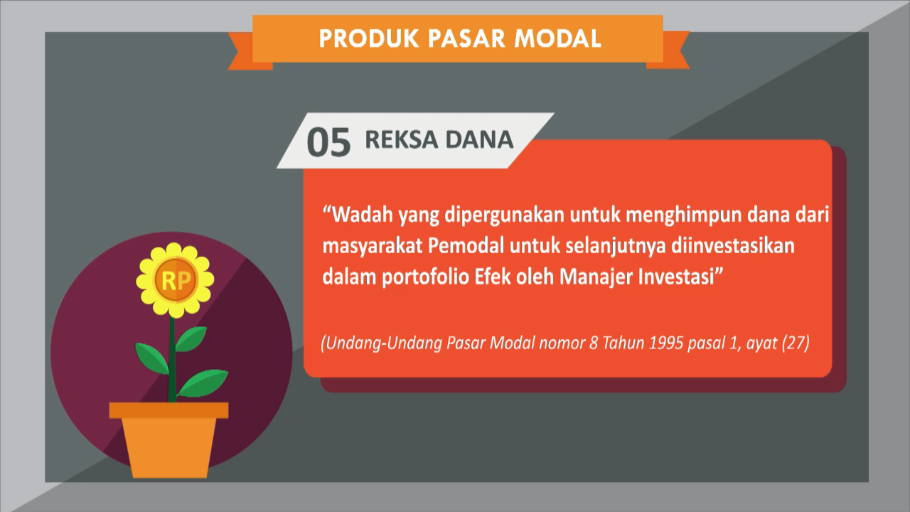 PRODUK PASAR MODAL
05 REKSA DANA
“Wadah yang dipergunakan untuk menghimpun dana dari
masyarakat Pemodal untuk selanjutnya diinvestasikan
dalam portofolio Efek oleh Manajer Investasi”
(Undang-Undang Pasar Modal nomor 8 Tahun 1995 pasal 1, ayat (27)
RP